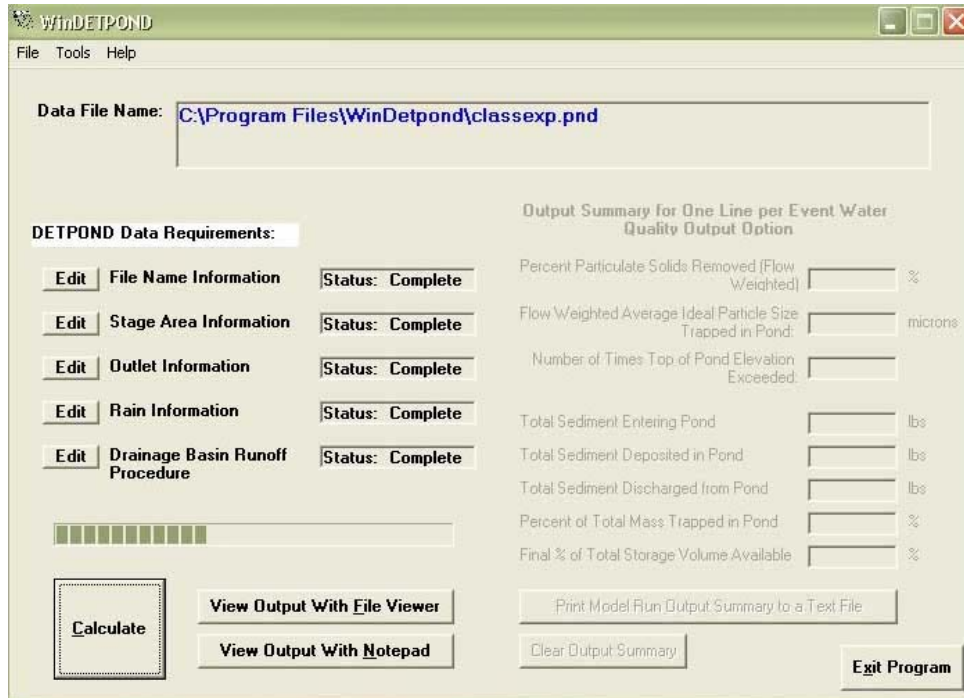 WinDETPOND
File Tools Help
Data File Name:
C:\Program Files\WinDetpond\classexp.pnd
DETPOND Data Requirements:
Edit File Name Information Status: Complete
Edit Stage Area Information Status: Complete
Edit Outlet Information Status: Complete
Edit Rain Information Status: Complete
Edit Drainage Basin Runoff
Procedure Status: Complete
Calculate
View Output With File Viewer
View Output With Notepad
Output Summary for One Line per Event Water
Quality Output Option
Percent Particulate Solids Removed (Flow
Weighted) %
Flow Weighted Average Ideal Particle Size
Trapped in Pond: microns
Number of Times Top of Pond Elevation
Exceeded:
Total Sediment Entering Pond lbs
Total Sediment Deposited in Pond lbs
Total Sediment Discharged from Pond lbs
Percent of Total Mass Trapped in Pond %
Final % of Total Storage Volume Available %
Print Model Run Output Summary to a Text File
Clear Output Summary
Exit Program